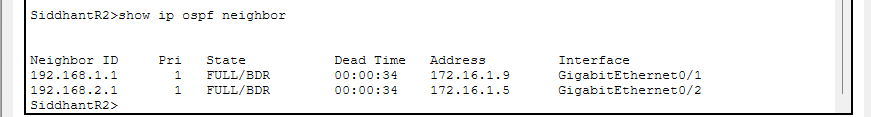 SiddhantR2>show ip ospf neighbor
Neighbor ID Pri State Dead Time Address Interface
192.168.1.1 1 FULL/BDR 00:00:34 172.16.1.9 GigabitEthernet0/1
192.168.2.1 1 FULL/BDR 00:00:34 172.16.1.5 GigabitEthernet0/2
SiddhantR2>